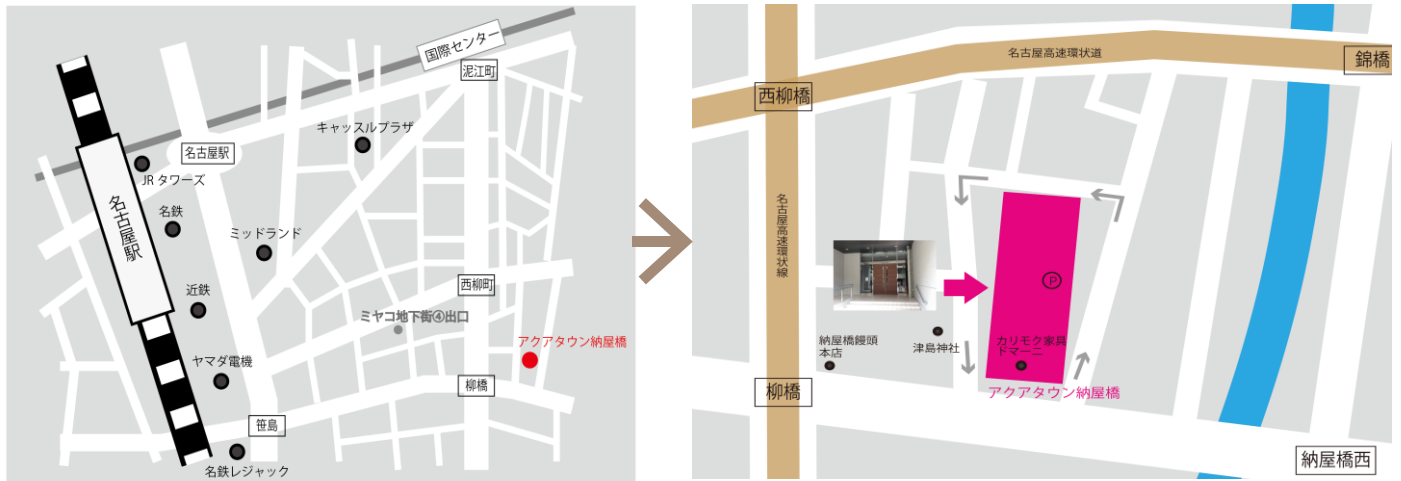 国際センター
泥江町
キャッスルプラザ
名古屋駅
JRタワーズ
名古屋駅
名鉄
ミッドランド
近鉄
西柳町
ミヤコ地下街④出口
アクアタウン納屋橋
ヤマダ電機
柳橋
笹島
名鉄レジャック
名古屋高速環状道
錦橋
西柳橋
名古屋高速環状線
P
納屋橋饅頭
本店
津島神社
カリモク家具
ドマーニ
アクアタウン納屋橋
柳橋
納屋橋西